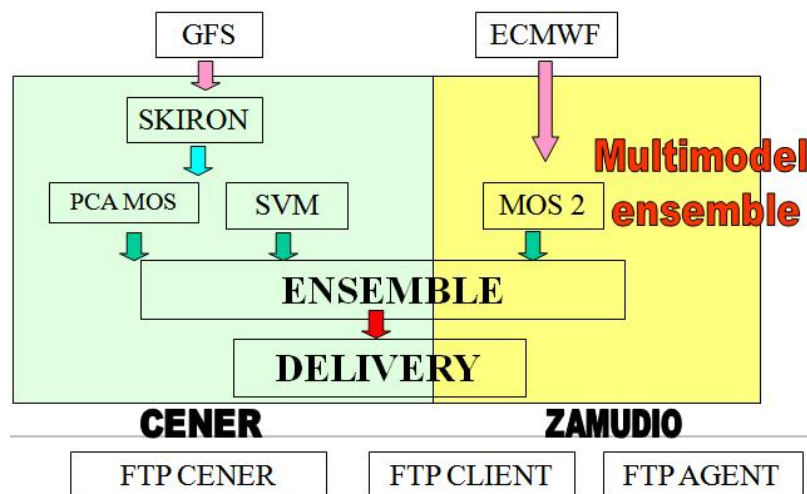 GFS
ECMWF
SKIRON
Multimodel
ensemble
PCA MOS
SVM
MOS 2
ENSEMBLE
DELIVERY
CENER
ZAMUDIO
FTP CENER
FTP CLIENT
FTP AGENT